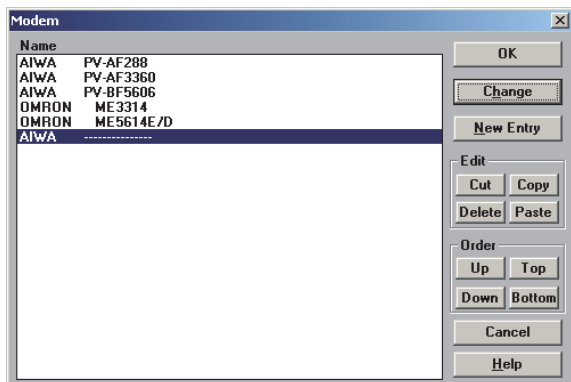 Modem
Name
AIWA PV-AF288
AIWA PV-AF3360
AIWA PV-BF5606
OMRON ME3314
OMRON ME5614E/D
AIWA ---------------
OK
Change
New Entry
Edit
Cut Copy
Delete Paste
Order
Up Top
Down Bottom
Cancel
Help